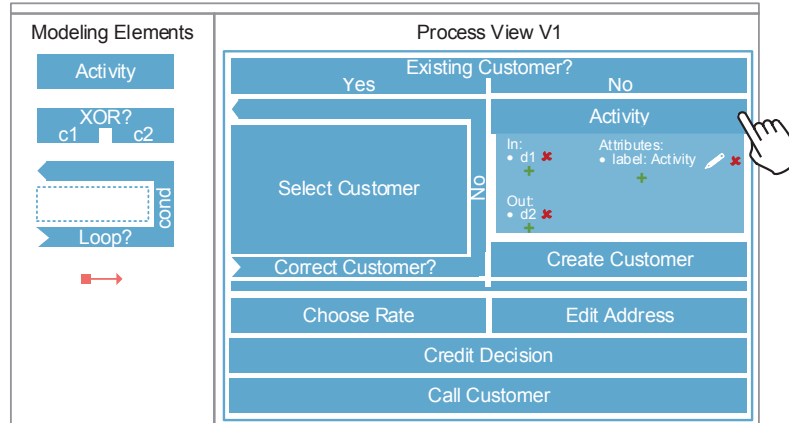 Modeling Elements
Activity
XOR?
c1 c2
cond
Loop?
Process View V1
Existing Customer?
Yes No
Select Customer
No
Correct Customer?
Activity
In:
• d1
Out:
• d2
Attributes:
• label: Activity
Create Customer
Choose Rate
Edit Address
Credit Decision
Call Customer